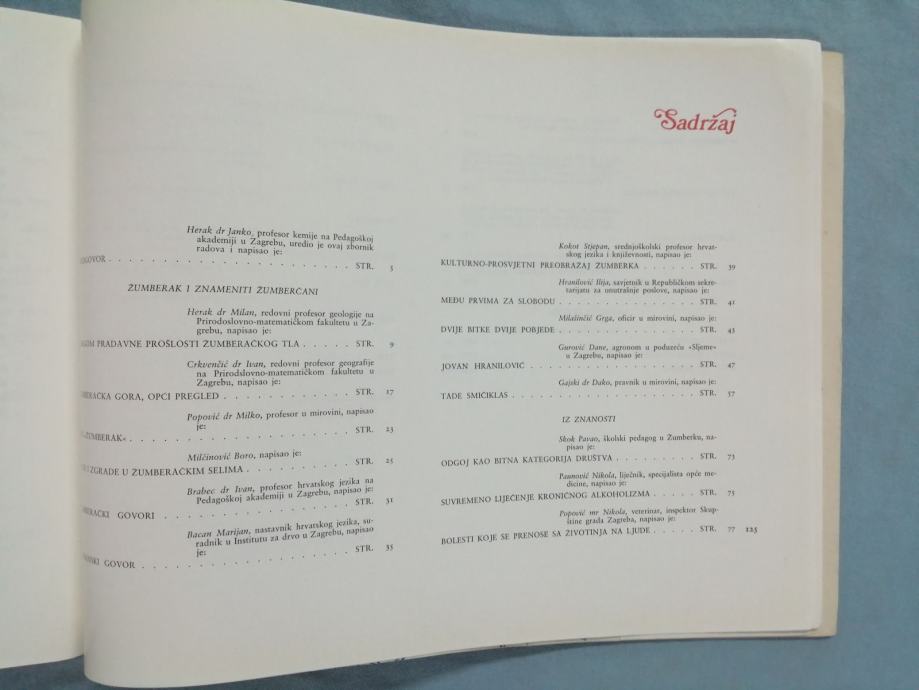 Sadržaj
Herak dr Janko, profesor kemije na Pedagoškoj
akademiji u Zagrebu, uredio je ovaj zbornik
radova i napisao je:
GOVOR . . . . . . . . . . . . . . . . . . . . STR. 5
ŽUMBERAK I ZNAMENITI ŽUMBERČANI
Herak dr Milan, redovni profesor geologije na
Prirodoslovno-matematičkom fakultetu u Za-
grebu, napisao je:
GOM PRADAVNE PROŠLOSTI ŽUMBERAČKOG TLA . . . . . STR. 9
Crkvenčić dr Ivan, redovni profesor geografije
na Prirodoslovno-matematičkom fakultetu u
Zagrebu, napisao je:
BERAČKA GORA, OPĆI PREGLED . . . . . . . . . . . . STR. 17
Popović dr Milko, profesor u mirovini, napisao
je:
ŽUMBERAK« . . . . . . . . . . . . . . . . . . . STR. 23
Milčinović Boro, napisao je:
I ZGRADE U ŽUMBERAČKIM SELIMA . . . . . . . . . STR. 25
Brabec dr Ivan, profesor hrvatskog jezika na
Pedagoškoj akademiji u Zagrebu, napisao je:
BERAČKI GOVORI . . . . . . . . . . . . . . . . . STR. 31
Bacan Marijan, nastavnik hrvatskog jezika, su-
radnik u Institutu za drvo u Zagrebu, napisao
je:
GOVOR . . . . . . . . . . . . . . . . . . STR. 35
Kokot Stjepan, srednjoškolski profesor hrvat-
skog jezika i književnosti, napisao je:
KULTURNO-PROSVJETNI PREOBRAŽAJ ŽUMBERKA . . . . . . STR. 39
Hranilović Ilija, savjetnik u Republičkom sekre-
tarijatu za unutrašnje poslove, napisao je:
MEĐU PRVIMA ZA SLOBODU . . . . . . . . . . . . . . . STR. 41
Milašinčić Grga, oficir u mirovini, napisao je:
DVIJE BITKE DVIJE POBJEDE . . . . . . . . . . . . . . . STR. 45
Gurović Dane, agronom u poduzeću »Sljeme«
u Zagrebu, napisao je:
JOVAN HRANILOVIĆ . . . . . . . . . . . . . . . . . . STR. 47
Gajski dr Dako, pravnik u mirovini, napisao je:
TADE SMIČIKLAS . . . . . . . . . . . . . . . . . . . STR. 57
IZ ZNANOSTI
Skok Pavao, školski pedagog u Žumberku, na-
pisao je:
ODGOJ KAO BITNA KATEGORIJA DRUŠTVA . . . . . . . . . STR. 73
Paunović Nikola, liječnik, specijalista opće me-
dicine, napisao je:
SUVREMENO LIJEČENJE KRONIČNOG ALKOHOLIZMA . . . . . STR. 75
Popović mr Nikola, veterinar, inspektor Skup-
štine grada Zagreba, napisao je:
BOLESTI KOJE SE PRENOSE SA ŽIVOTINJA NA LJUDE . . . . . STR. 77 125